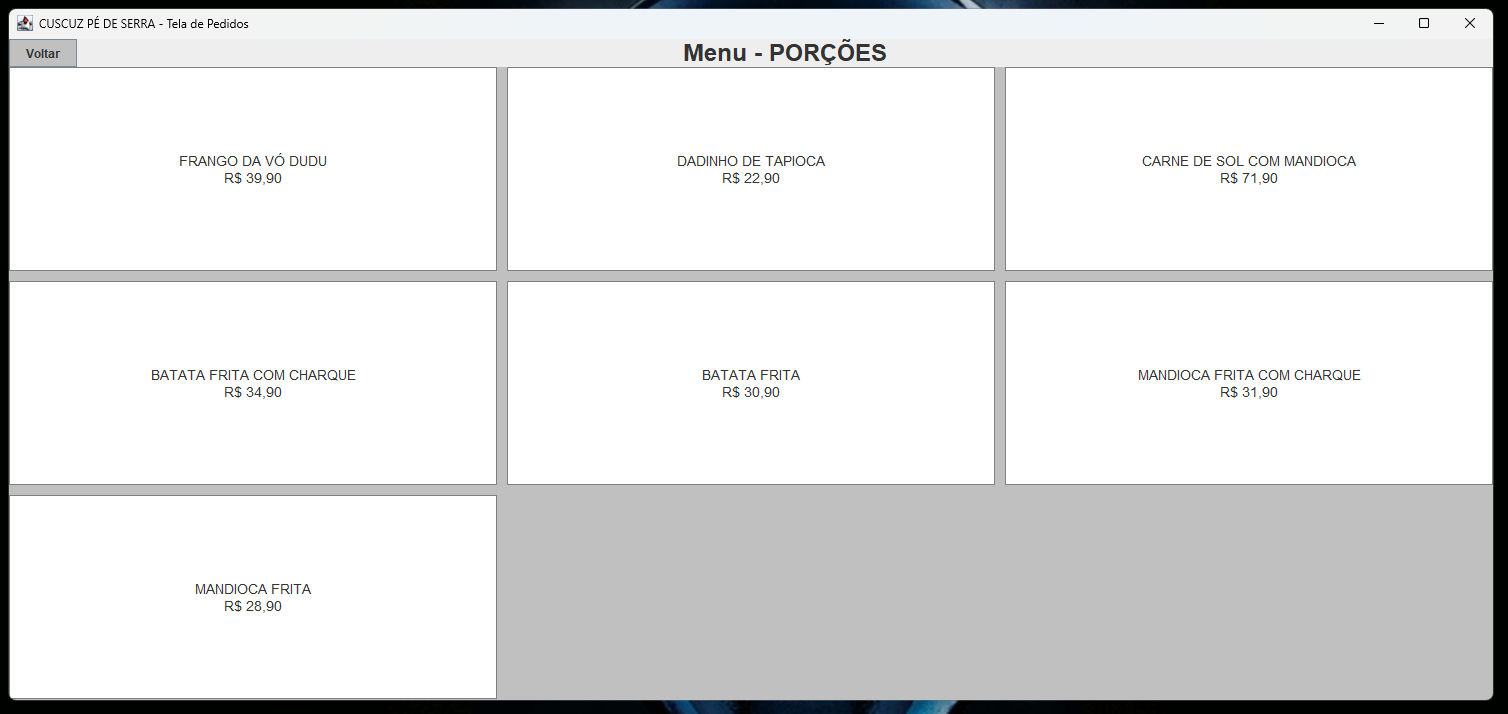 CUSCUZ PÉ DE SERRA - Tela de Pedidos
Voltar
Menu - PORÇÕES
FRANGO DA VÓ DUDU
R$ 39,90
DADINHO DE TAPIOCA
R$ 22,90
CARNE DE SOL COM MANDIOCA
R$ 71,90
BATATA FRITA COM CHARQUE
R$ 34,90
BATATA FRITA
R$ 30,90
MANDIOCA FRITA COM CHARQUE
R$ 31,90
MANDIOCA FRITA
R$ 28,90